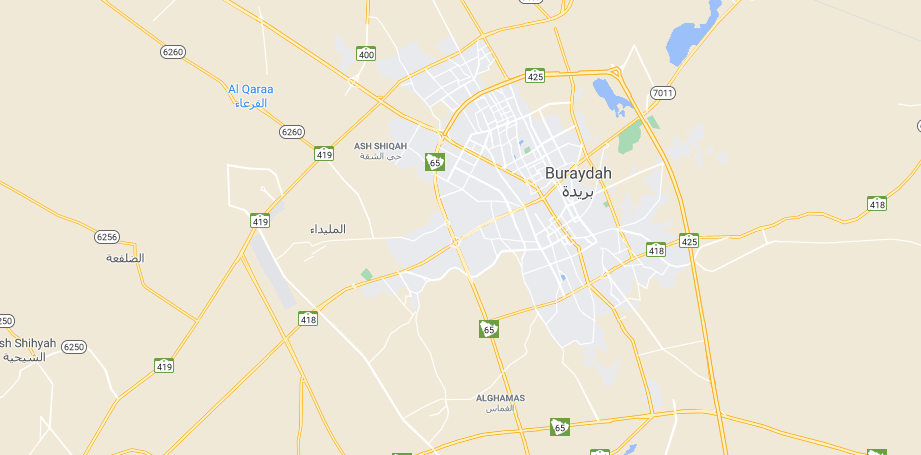 6260
400
425
7011
Al Qaraa
القرعاء
6260
ASH SHIQAH
حي الشقة
419
65
Buraydah
بريدة
418
419
المليداء
6256
الصلفعة
425
418
418
65
250
sh Shihyah
الشيحية
6250
419
ALGHAMAS
الغماس
65